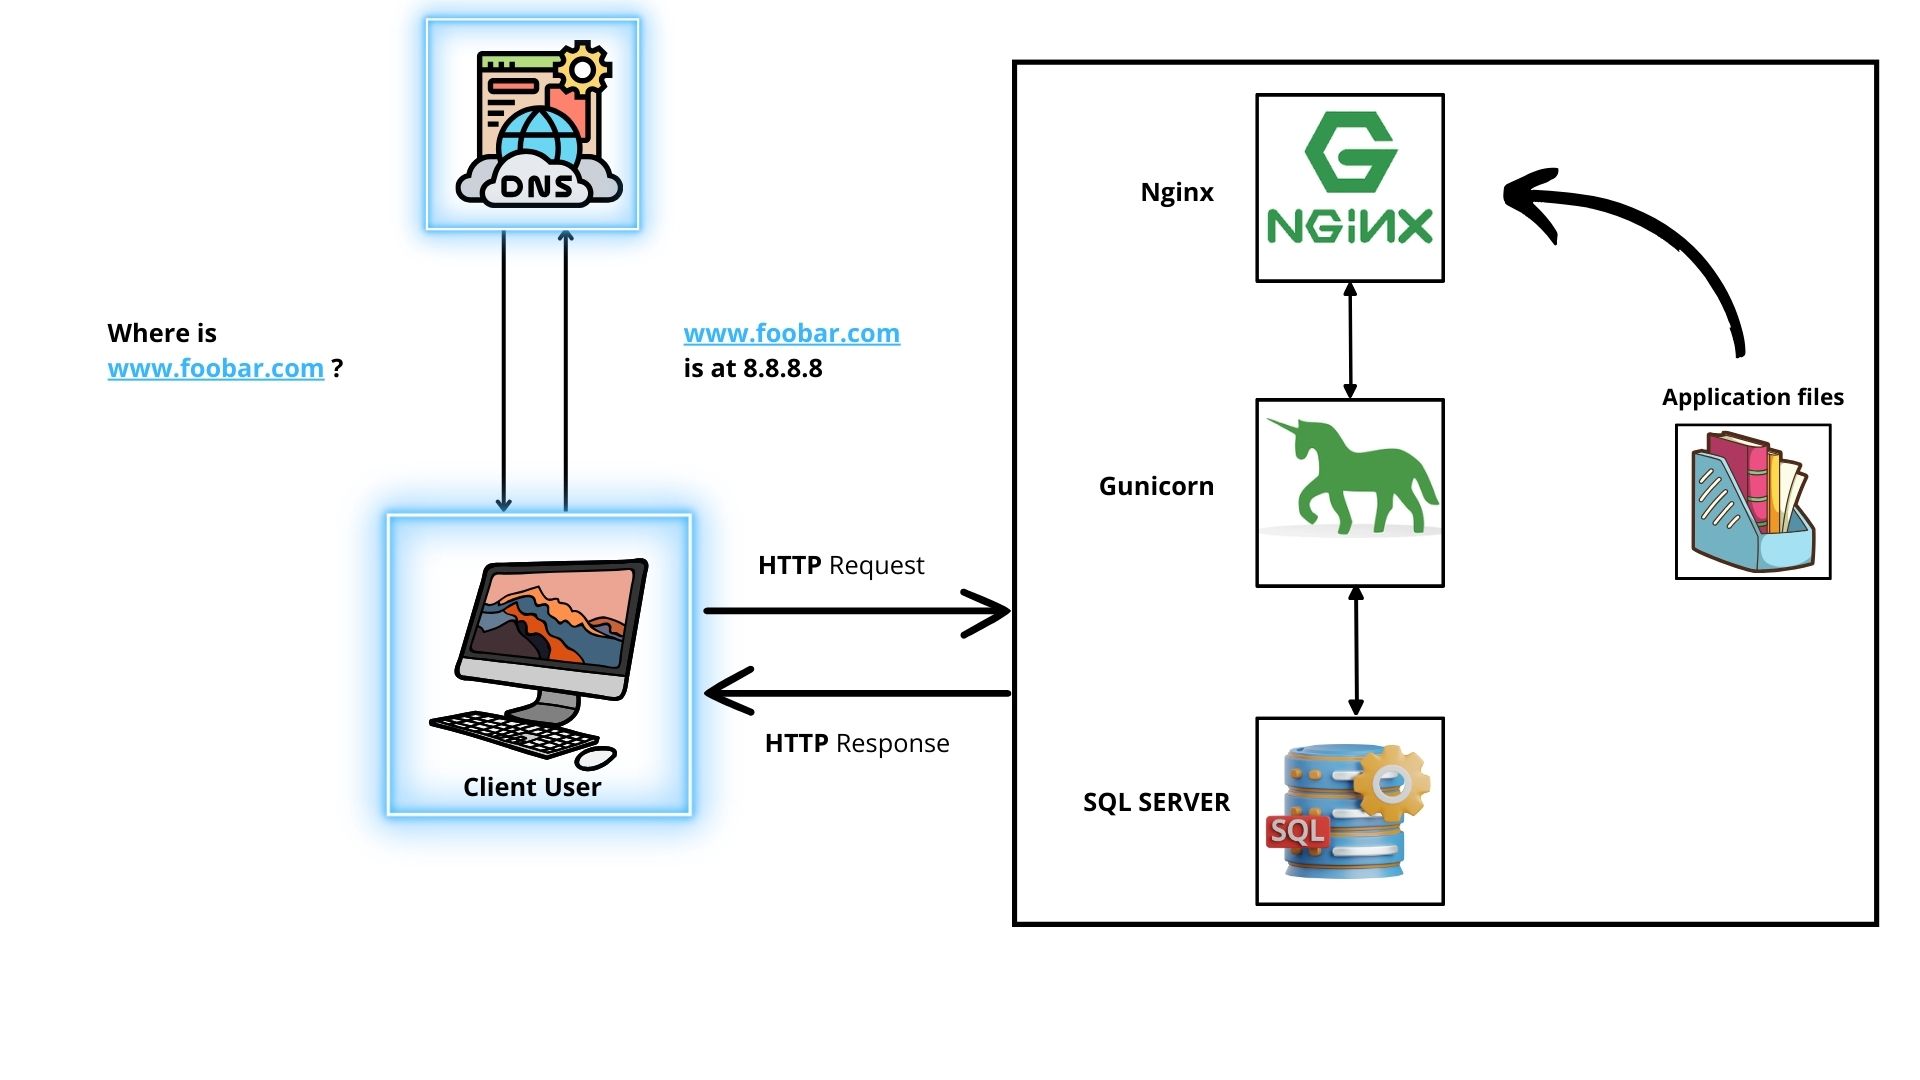 DNS
Where is
www.foobar.com ?
www.foobar.com
is at 8.8.8.8
Client User
HTTP Request
HTTP Response
Nginx
NGiNX
Gunicorn
SQL SERVER
SQL
Application files